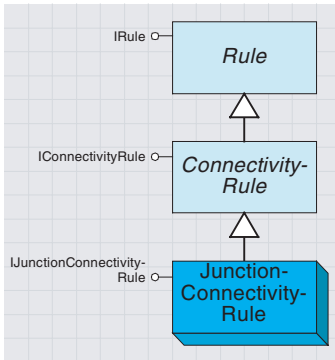 IRule
Rule
IConnectivityRule
Connectivity-
Rule
IJunctionConnectivity-
Rule
Junction-
Connectivity-
Rule